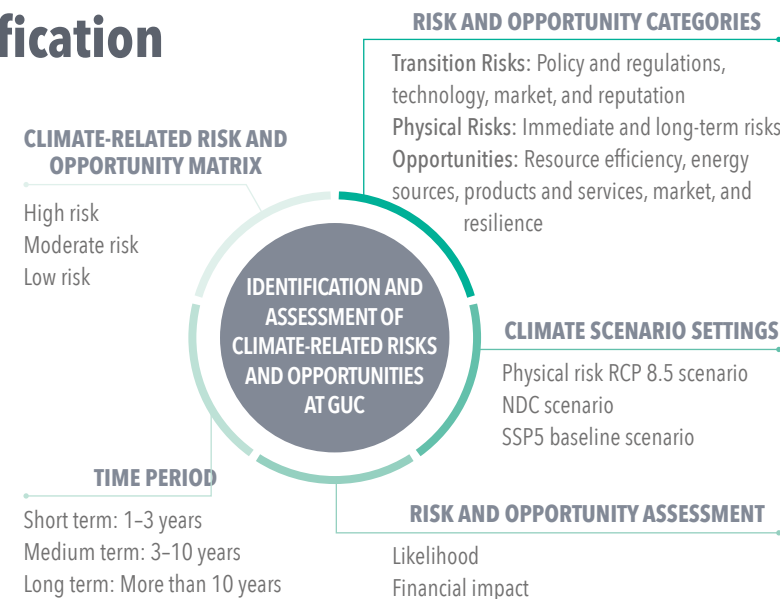 fication
RISK AND OPPORTUNITY CATEGORIES
Transition Risks: Policy and regulations,
technology, market, and reputation
Physical Risks: Immediate and long-term risks
Opportunities: Resource efficiency, energy
sources, products and services, market, and
resilience
CLIMATE-RELATED RISK AND
OPPORTUNITY MATRIX
High risk
Moderate risk
Low risk
IDENTIFICATION AND
ASSESSMENT OF
CLIMATE-RELATED RISKS
AND OPPORTUNITIES
AT GUC
CLIMATE SCENARIO SETTINGS
Physical risk RCP 8.5 scenario
NDC scenario
SSP5 baseline scenario
TIME PERIOD
Short term: 1–3 years
Medium term: 3–10 years
Long term: More than 10 years
RISK AND OPPORTUNITY ASSESSMENT
Likelihood
Financial impact